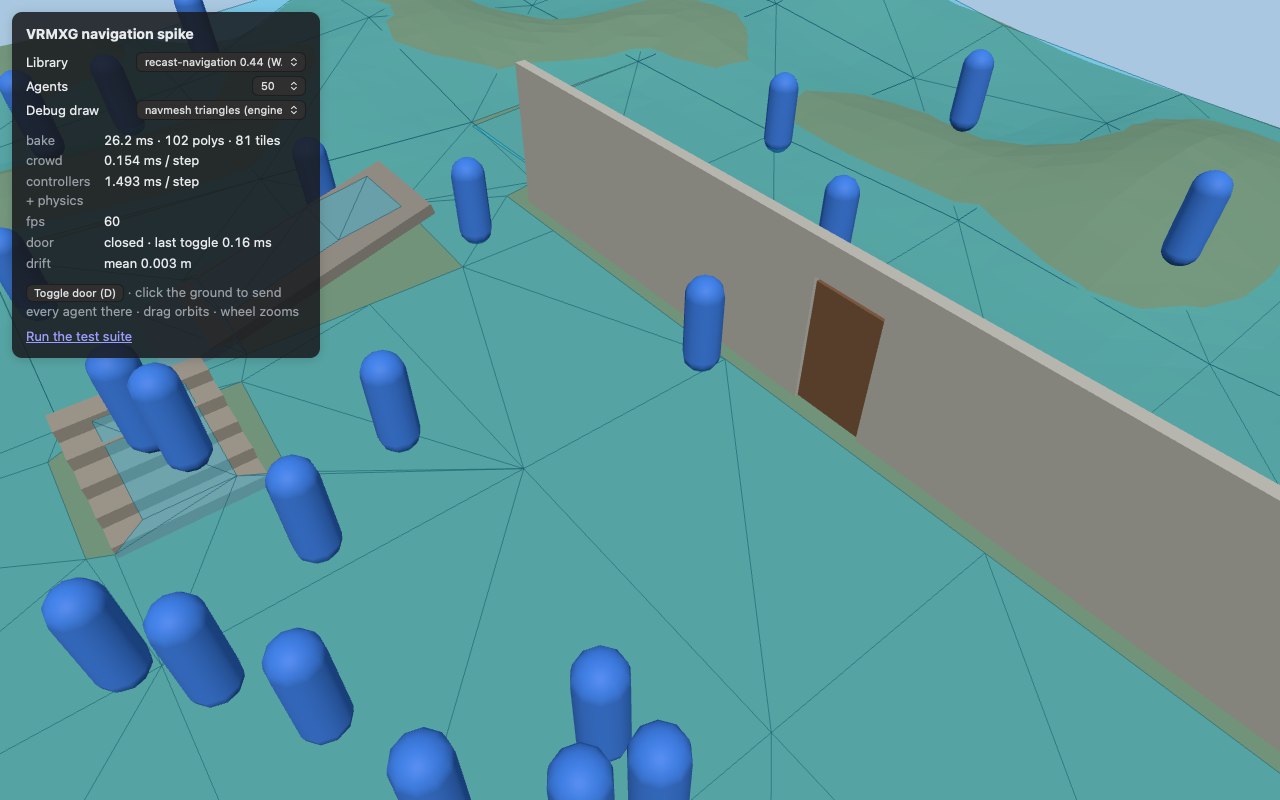 VRMXG navigation spike
Library recast-navigation 0.44 (W.
Agents 50
Debug draw navmesh triangles (engine
bake 26.2 ms · 102 polys · 81 tiles
crowd 0.154 ms / step
controllers 1.493 ms / step
+ physics
fps 60
door closed · last toggle 0.16 ms
drift mean 0.003 m
Toggle door (D) · click the ground to send
every agent there · drag orbits · wheel zooms
Run the test suite